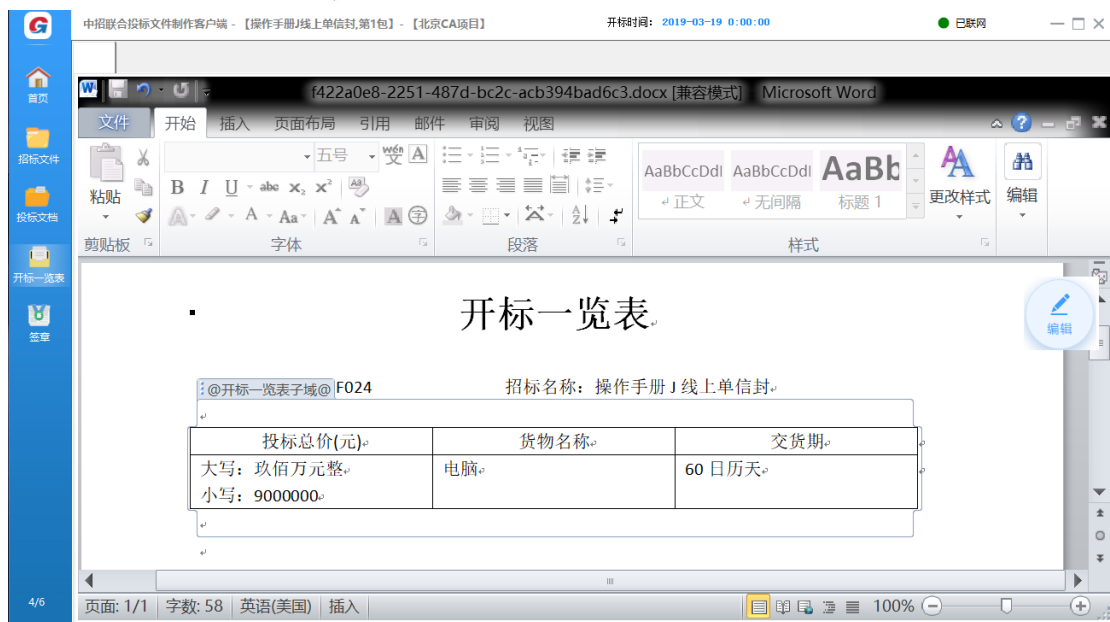 G 中招联合投标文件制作客户端 - 【操作手册J线上单信封,第1包】 - 【北京CA项目】 开标时间： 2019-03-19 0:00:00 已联网
首页
招标文件
投标文档
开标一览表
签章
4/6
W f422a0e8-2251-487d-bc2c-acb394bad6c3.docx [兼容模式] Microsoft Word
文件 开始 插入 页面布局 引用 邮件 审阅 视图
粘贴
五号 wén 文 A
B I U abc x₂ x² Aa
A A Aa A A A 字
AaBbCcDdI AaBbCcDdI AaBb
正文 无间隔 标题 1
更改样式 编辑
剪贴板 字体 段落 样式
开标一览表
编辑
@开标一览表子域@ F024 招标名称：操作手册 J 线上单信封
投标总价(元) 货物名称 交货期
大写：玖佰万元整 电脑 60 日历天
小写：9000000
页面: 1/1 字数: 58 英语(美国) 插入 100%